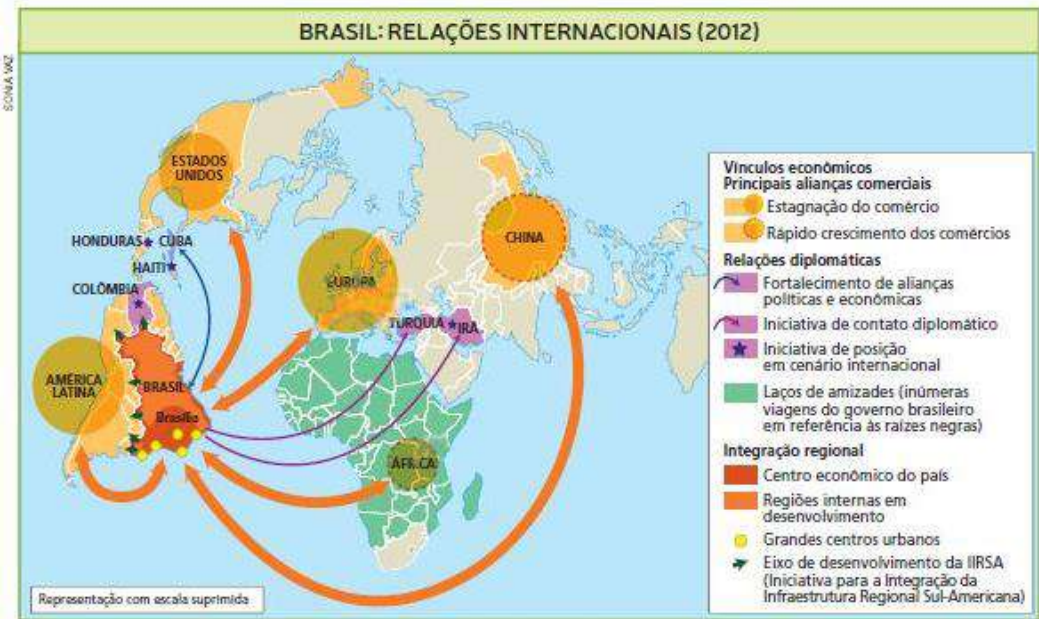 BRASIL: RELAÇÕES INTERNACIONAIS (2012)
SONIA VAZ
ESTADOS
UNIDOS
HONDURAS
CUBA
HAITI
COLÔMBIA
AMÉRICA
LATINA
BRASIL
Brasília
EUROPA
TURQUIA
IRÃ
CHINA
ÁFRICA
Representação com escala suprimida
Vínculos econômicos
Principais alianças comerciais
Estagnação do comércio
Rápido crescimento dos comércios
Relações diplomáticas
Fortalecimento de alianças
políticas e econômicas
Iniciativa de contato diplomático
Iniciativa de posição
em cenário internacional
Laços de amizades (inúmeras
viagens do governo brasileiro
em referência às raízes negras)
Integração regional
Centro econômico do país
Regiões internas em
desenvolvimento
Grandes centros urbanos
Eixo de desenvolvimento da IIRSA
(Iniciativa para a Integração da
Infraestrutura Regional Sul-Americana)